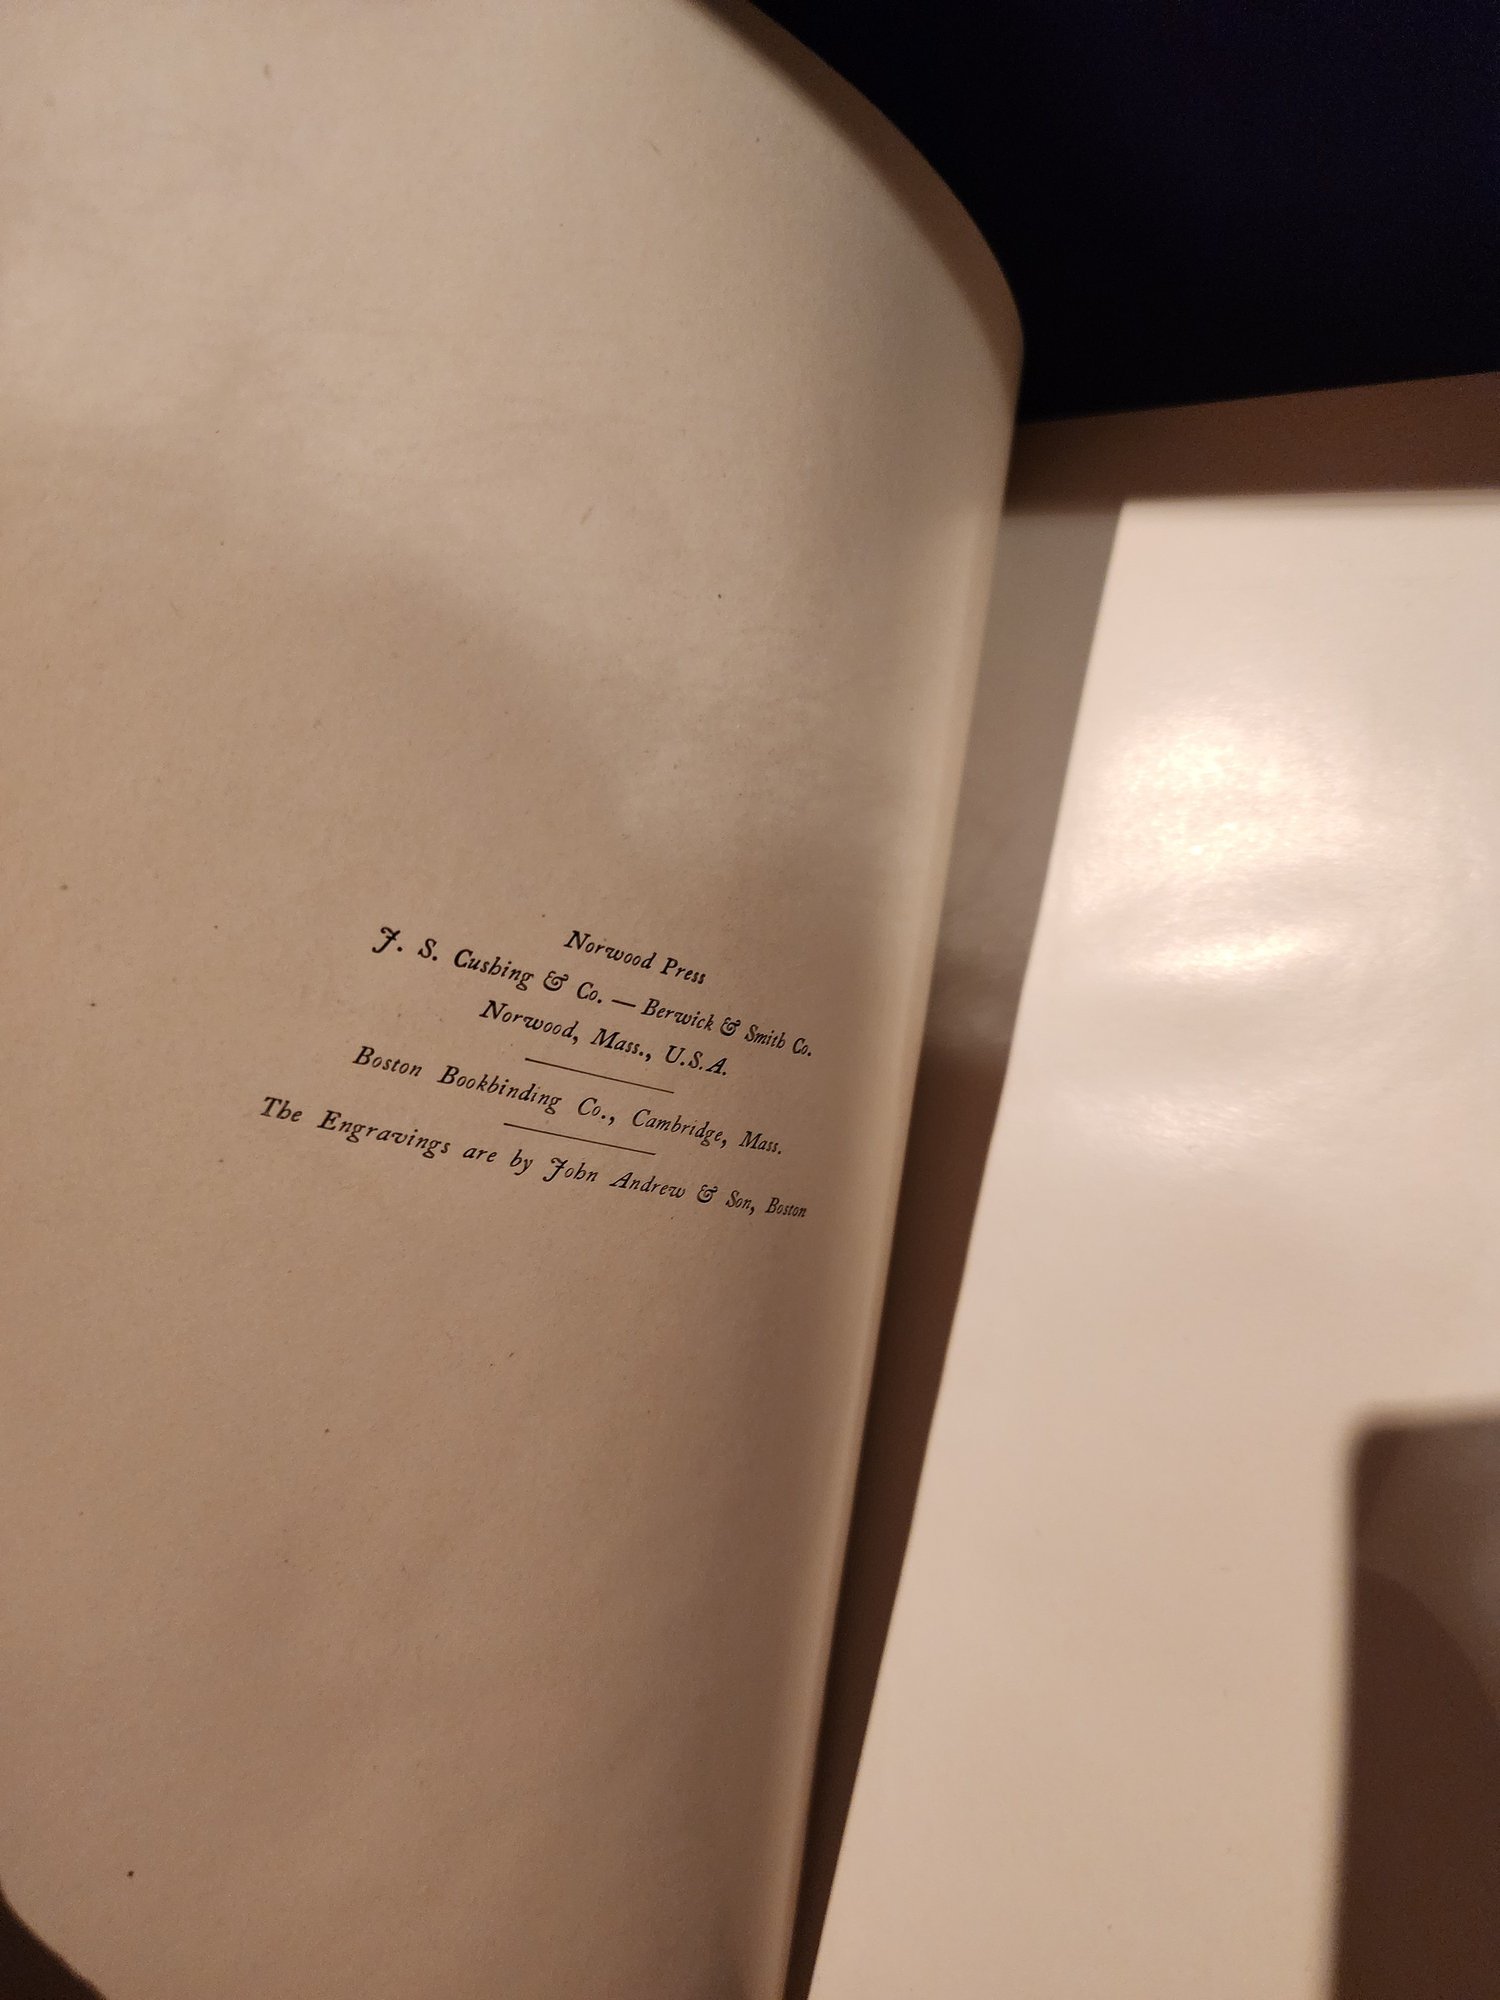 Norwood Press
J. S. Cushing & Co. — Berwick & Smith Co.
Norwood, Mass., U.S.A.
Boston Bookbinding Co., Cambridge, Mass.
The Engravings are by John Andrew & Son, Boston